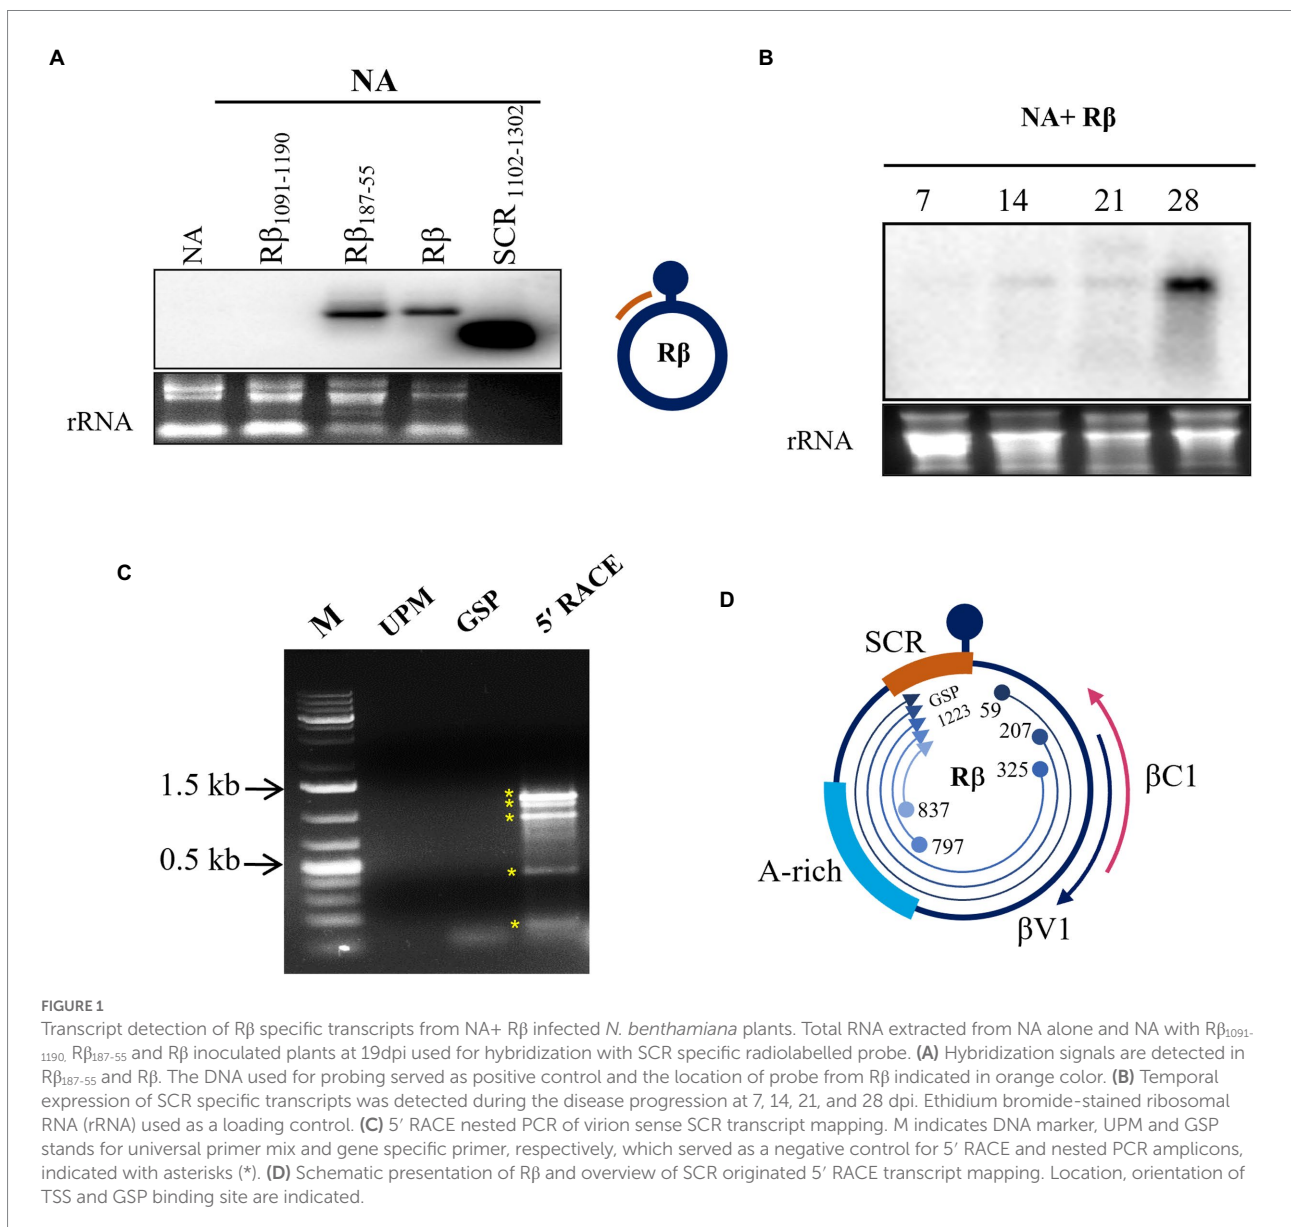 A
NA
NA
Rβ1091-1190
Rβ187-55
Rβ
SCR1102-1302
rRNA
Rβ
B
NA+ Rβ
7 14 21 28
rRNA
C
M UPM GSP 5′ RACE
1.5 kb
0.5 kb
*
*
*
*
*
D
SCR
GSP
1223
59
207
325
Rβ
837
797
βC1
A-rich
βV1
FIGURE 1
Transcript detection of Rβ specific transcripts from NA+ Rβ infected N. benthamiana plants. Total RNA extracted from NA alone and NA with Rβ1091-
1190, Rβ187-55 and Rβ inoculated plants at 19dpi used for hybridization with SCR specific radiolabelled probe. (A) Hybridization signals are detected in
Rβ187-55 and Rβ. The DNA used for probing served as positive control and the location of probe from Rβ indicated in orange color. (B) Temporal
expression of SCR specific transcripts was detected during the disease progression at 7, 14, 21, and 28 dpi. Ethidium bromide-stained ribosomal
RNA (rRNA) used as a loading control. (C) 5′ RACE nested PCR of virion sense SCR transcript mapping. M indicates DNA marker, UPM and GSP
stands for universal primer mix and gene specific primer, respectively, which served as a negative control for 5′ RACE and nested PCR amplicons,
indicated with asterisks (*). (D) Schematic presentation of Rβ and overview of SCR originated 5′ RACE transcript mapping. Location, orientation of
TSS and GSP binding site are indicated.